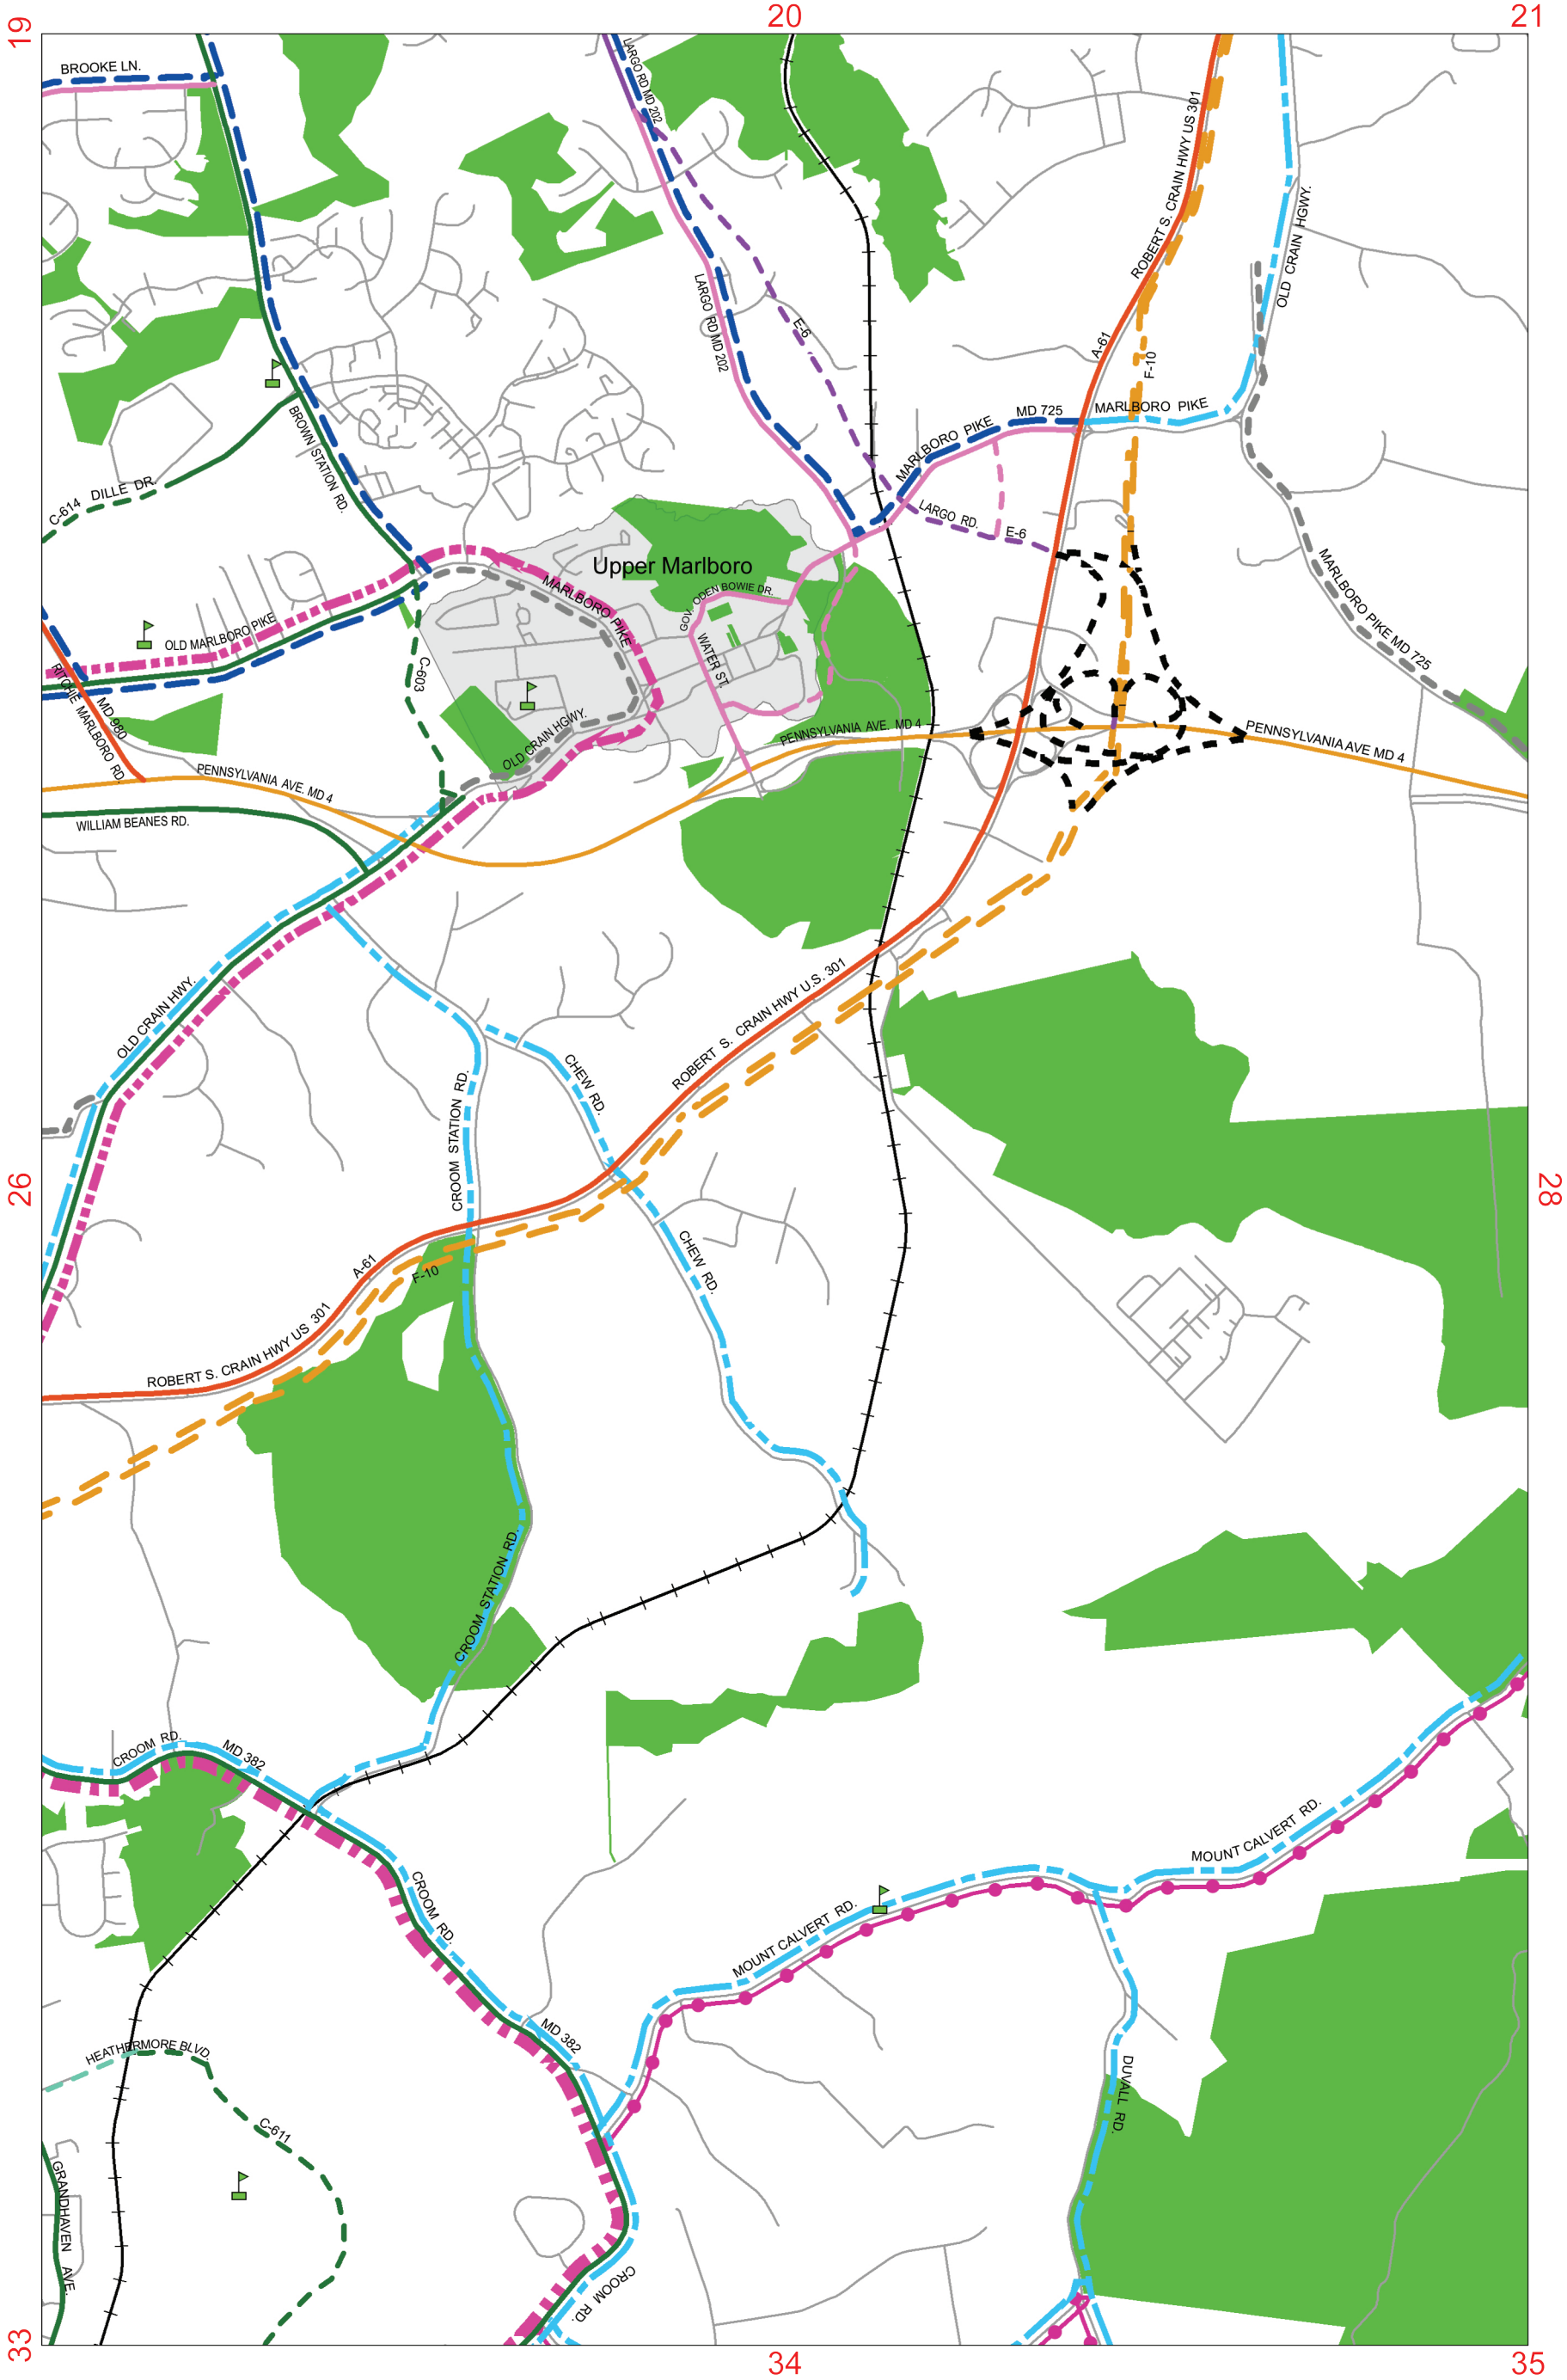 19
20
21
BROOKE LN.
LARGO RD MD 202
ROBERT S. CRAIN HWY US 301
OLD CRAIN HGWY.
LARGO RD MD 202
E-6
A-61
F-10
MARLBORO PIKE
MD 725
MARLBORO PIKE
BROWN STATION RD.
C-614 DILLE DR.
LARGO RD.
E-6
Upper Marlboro
MARLBORO PIKE
GOV. ODEN BOWIE DR.
WATER ST.
MARLBORO PIKE MD 725
OLD MARLBORO PIKE
C-603
RITCHIE MARLBORO RD.
MD 980
OLD CRAIN HGWY.
PENNSYLVANIA AVE. MD 4
PENNSYLVANIA AVE MD 4
PENNSYLVANIA AVE. MD 4
WILLIAM BEANES RD.
OLD CRAIN HWY.
ROBERT S. CRAIN HWY U.S. 301
CHEW RD.
CROOM STATION RD.
26
28
CHEW RD.
A-61
F-10
ROBERT S. CRAIN HWY US 301
CROOM STATION RD.
CROOM RD.
MD 382
MOUNT CALVERT RD.
CROOM RD.
MOUNT CALVERT RD.
MD 382
HEATHERMORE BLVD.
DUVALL RD.
C-611
GRANDHAVEN AVE.
CROOM RD.
33
34
35